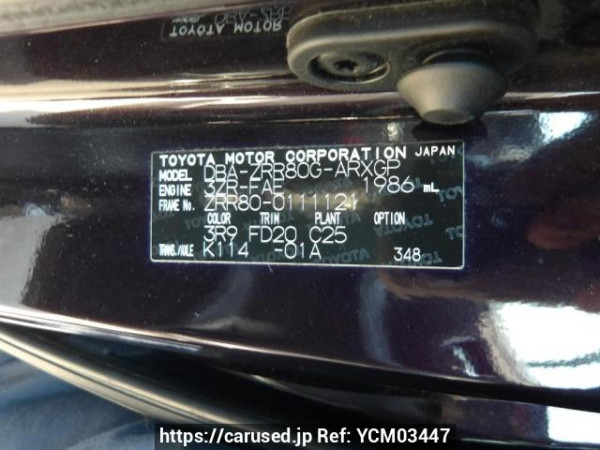 TOYOTA MOTOR CORPORATION JAPAN
MODEL DBA-ZRR80G-ARXGP
ENGINE 3ZR-FAE 1986 mL
FRAME No. ZRR80-0111121
COLOR TRIM PLANT OPTION
3R9 FD20 C25
TRANS./AXLE K114 -01A 348
https://carused.jp Ref: YCM03447